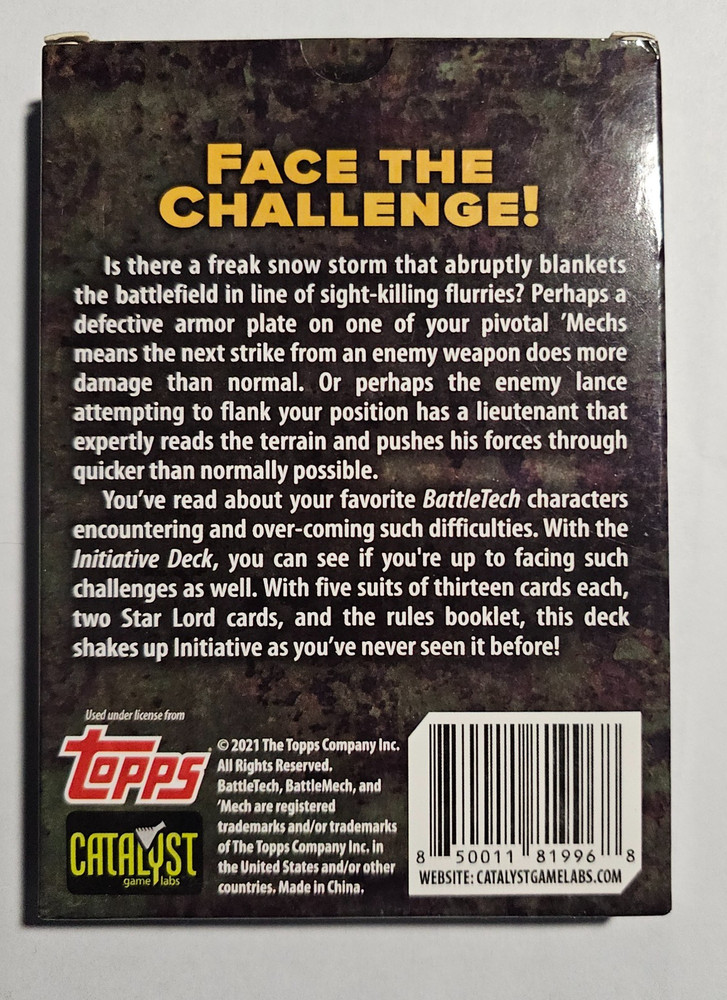 FACE THE
CHALLENGE!
Is there a freak snow storm that abruptly blankets
the battlefield in line of sight-killing flurries? Perhaps a
defective armor plate on one of your pivotal ’Mechs
means the next strike from an enemy weapon does more
damage than normal. Or perhaps the enemy lance
attempting to flank your position has a lieutenant that
expertly reads the terrain and pushes his forces through
quicker than normally possible.
You’ve read about your favorite BattleTech characters
encountering and over-coming such difficulties. With the
Initiative Deck, you can see if you're up to facing such
challenges as well. With five suits of thirteen cards each,
two Star Lord cards, and the rules booklet, this deck
shakes up Initiative as you’ve never seen it before!
Used under license from
topps
CATALYST
game labs
© 2021 The Topps Company Inc.
All Rights Reserved.
BattleTech, BattleMech, and
’Mech are registered
trademarks and/or trademarks
of The Topps Company Inc. in
the United States and/or other
countries. Made in China.
8 50011 81996 8
WEBSITE: CATALYSTGAMELABS.COM